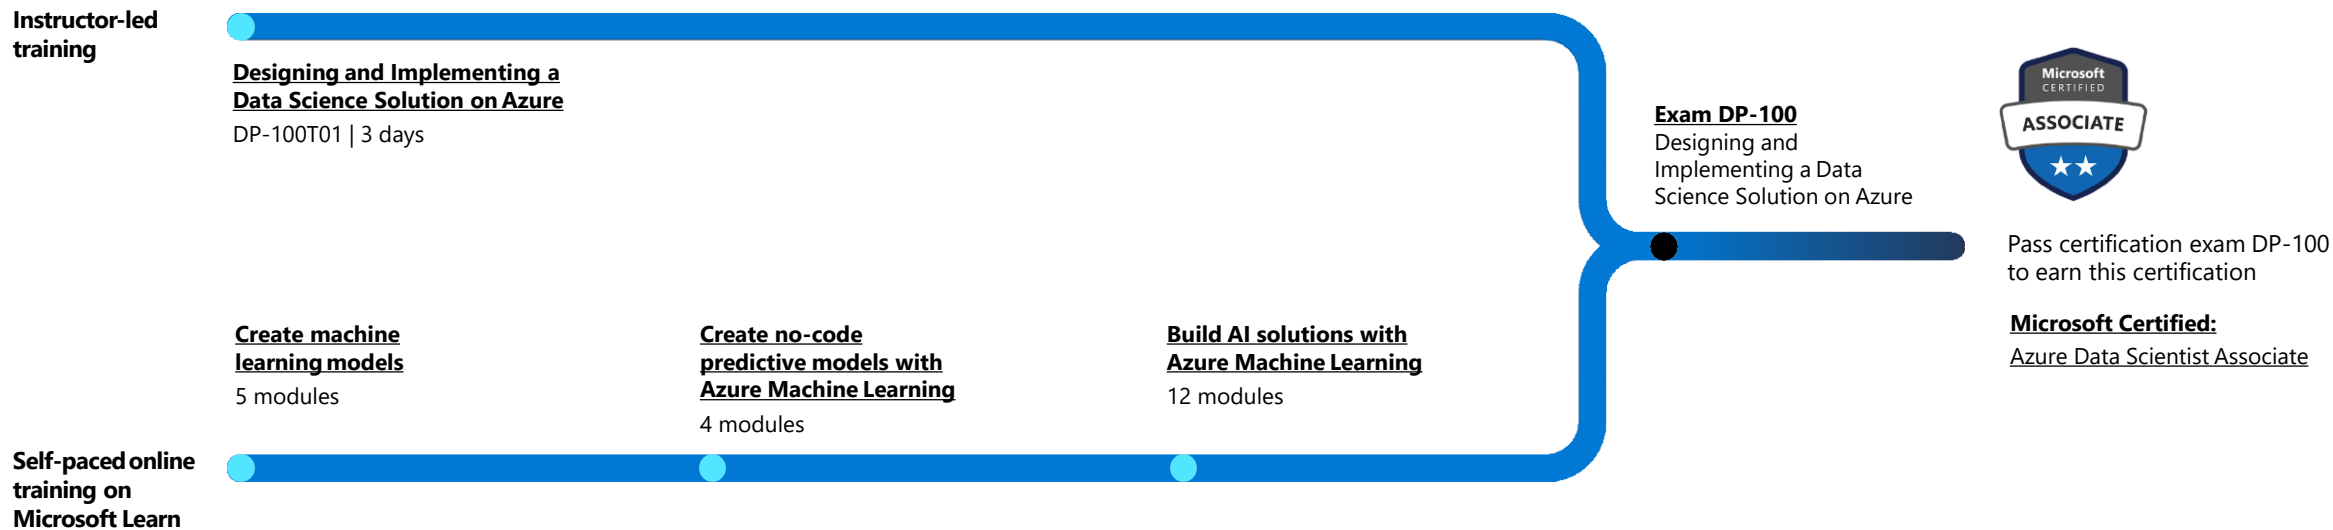 Instructor-led
training
Designing and Implementing a
Data Science Solution on Azure
DP-100T01 | 3 days
Exam DP-100
Designing and
Implementing a Data
Science Solution on Azure
Microsoft
CERTIFIED
ASSOCIATE
Pass certification exam DP-100
to earn this certification
Microsoft Certified:
Azure Data Scientist Associate
Create machine
learning models
5 modules
Create no-code
predictive models with
Azure Machine Learning
4 modules
Build AI solutions with
Azure Machine Learning
12 modules
Self-paced online
training on
Microsoft Learn